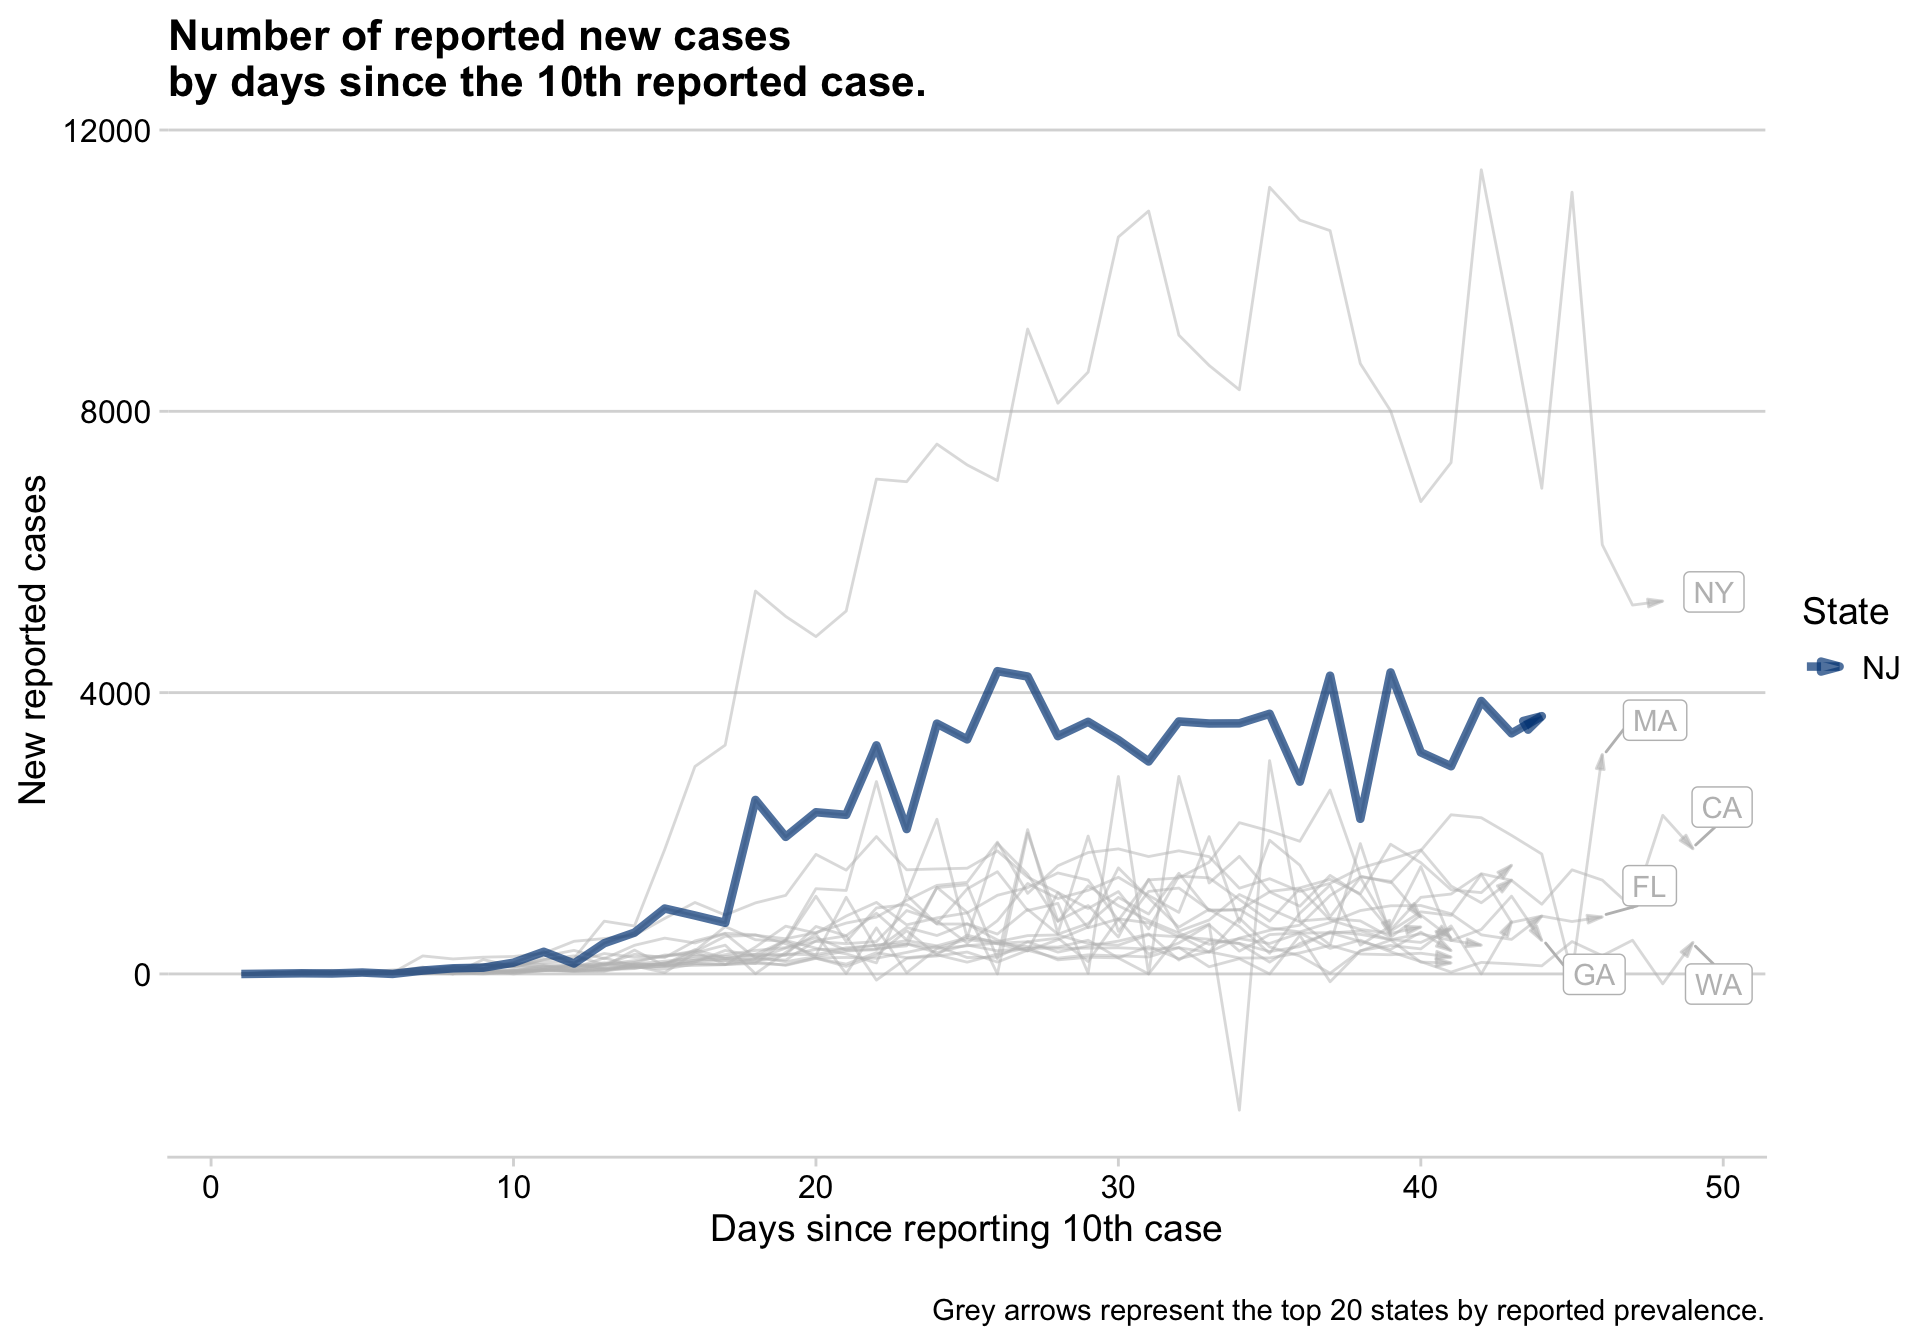 Number of reported new cases
by days since the 10th reported case.
12000
8000
4000
0
New reported cases
NY
MA
CA
FL
GA
WA
State
NJ
0 10 20 30 40 50
Days since reporting 10th case
Grey arrows represent the top 20 states by reported prevalence.